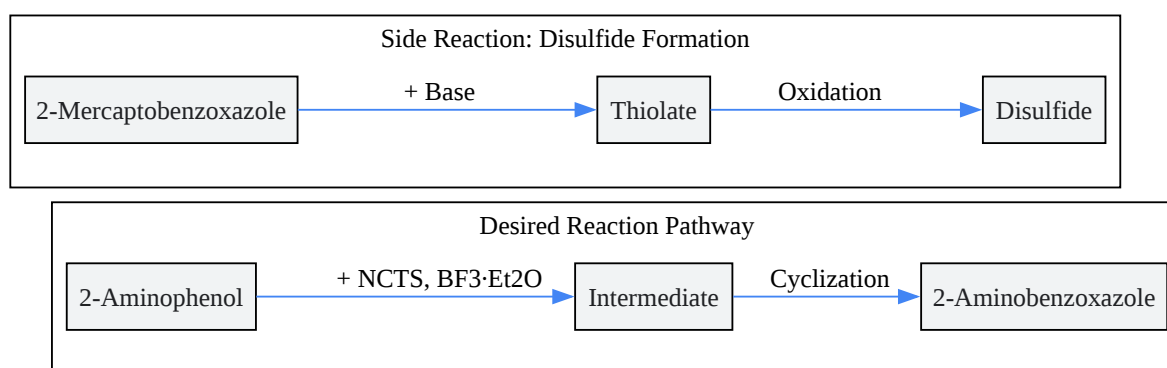 Side Reaction: Disulfide Formation
2-Mercaptobenzoxazole
+ Base
Thiolate
Oxidation
Disulfide
Desired Reaction Pathway
2-Aminophenol
+ NCTS, BF3·Et2O
Intermediate
Cyclization
2-Aminobenzoxazole